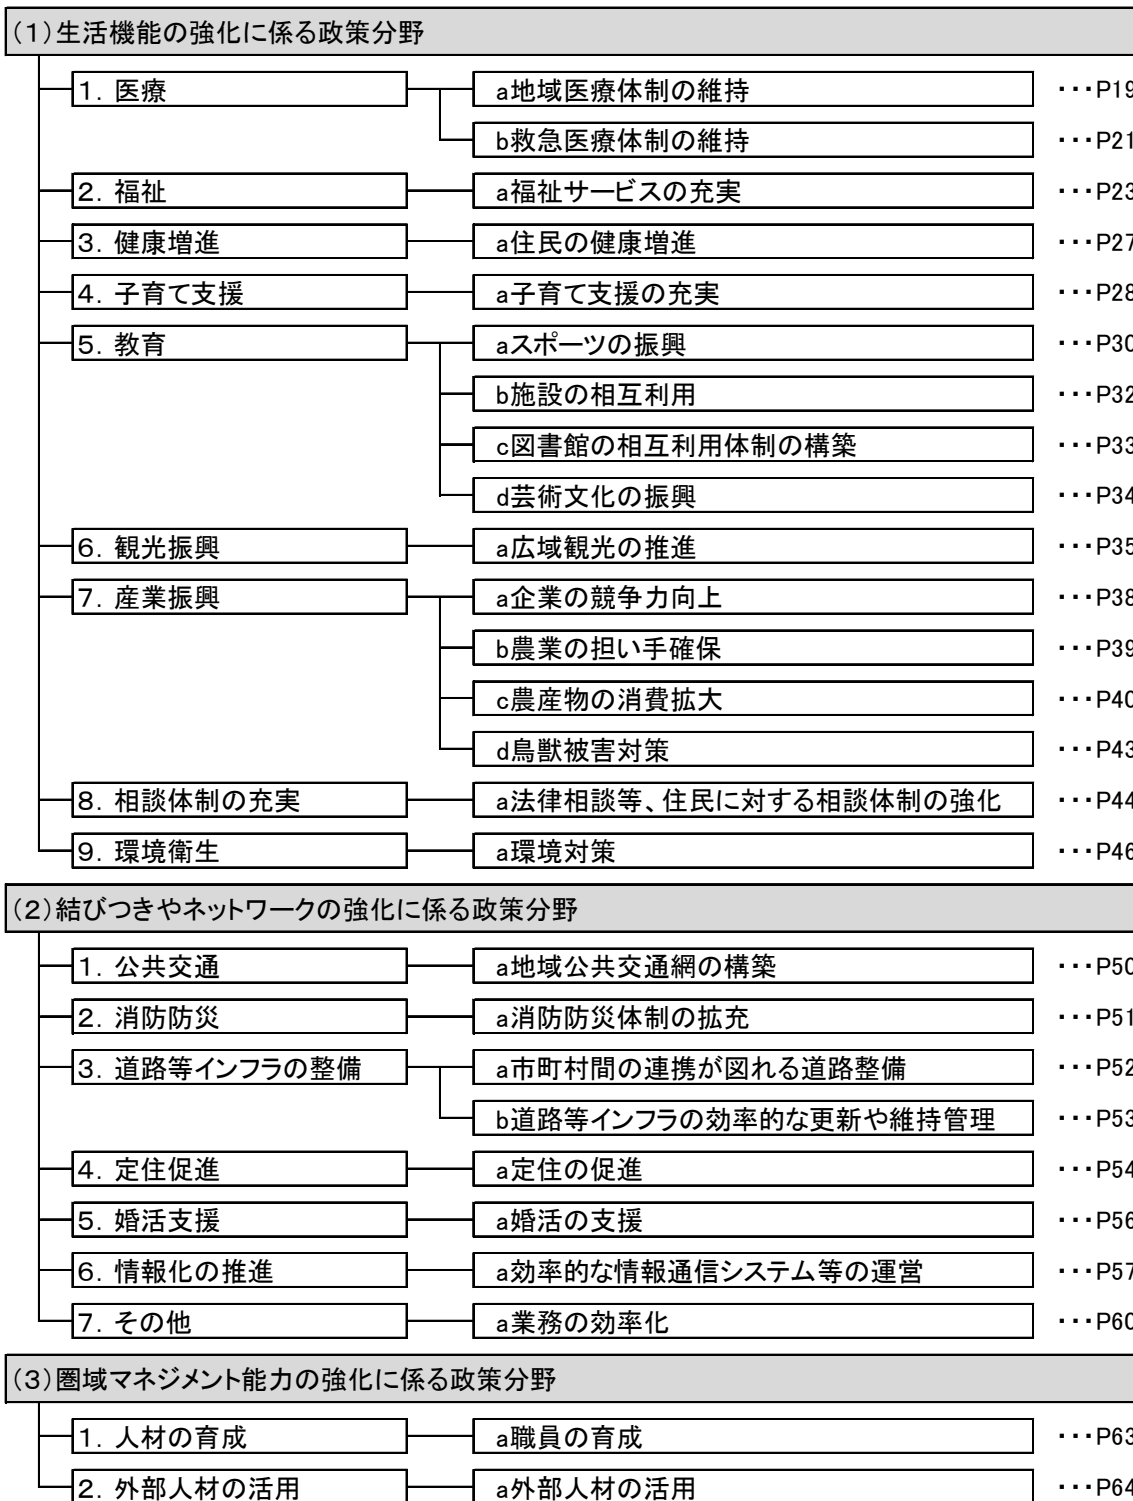 (1)生活機能の強化に係る政策分野
1. 医療 a地域医療体制の維持 ・・・P19
b救急医療体制の維持 ・・・P21
2. 福祉 a福祉サービスの充実 ・・・P23
3. 健康増進 a住民の健康増進 ・・・P27
4. 子育て支援 a子育て支援の充実 ・・・P28
5. 教育 aスポーツの振興 ・・・P30
b施設の相互利用 ・・・P32
c図書館の相互利用体制の構築 ・・・P33
d芸術文化の振興 ・・・P34
6. 観光振興 a広域観光の推進 ・・・P35
7. 産業振興 a企業の競争力向上 ・・・P38
b農業の担い手確保 ・・・P39
c農産物の消費拡大 ・・・P40
d鳥獣被害対策 ・・・P43
8. 相談体制の充実 a法律相談等、住民に対する相談体制の強化 ・・・P44
9. 環境衛生 a環境対策 ・・・P46
(2)結びつきやネットワークの強化に係る政策分野
1. 公共交通 a地域公共交通網の構築 ・・・P50
2. 消防防災 a消防防災体制の拡充 ・・・P51
3. 道路等インフラの整備 a市町村間の連携が図れる道路整備 ・・・P52
b道路等インフラの効率的な更新や維持管理 ・・・P53
4. 定住促進 a定住の促進 ・・・P54
5. 婚活支援 a婚活の支援 ・・・P56
6. 情報化の推進 a効率的な情報通信システム等の運営 ・・・P57
7. その他 a業務の効率化 ・・・P60
(3)圏域マネジメント能力の強化に係る政策分野
1. 人材の育成 a職員の育成 ・・・P63
2. 外部人材の活用 a外部人材の活用 ・・・P64